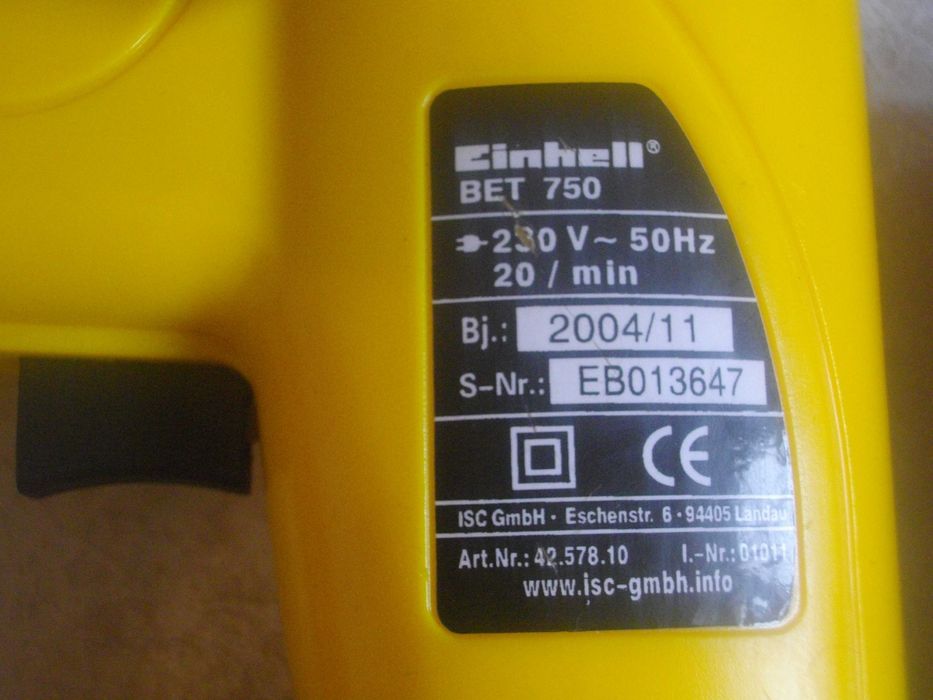 Einhell®
BET 750
230 V ~ 50Hz
20 / min
Bj.: 2004/11
S-Nr.: EB013647
CE
ISC GmbH · Eschenstr. 6 · 94405 Landau
Art.Nr.: 42.578.10 I.-Nr.: 01011
www.isc-gmbh.info